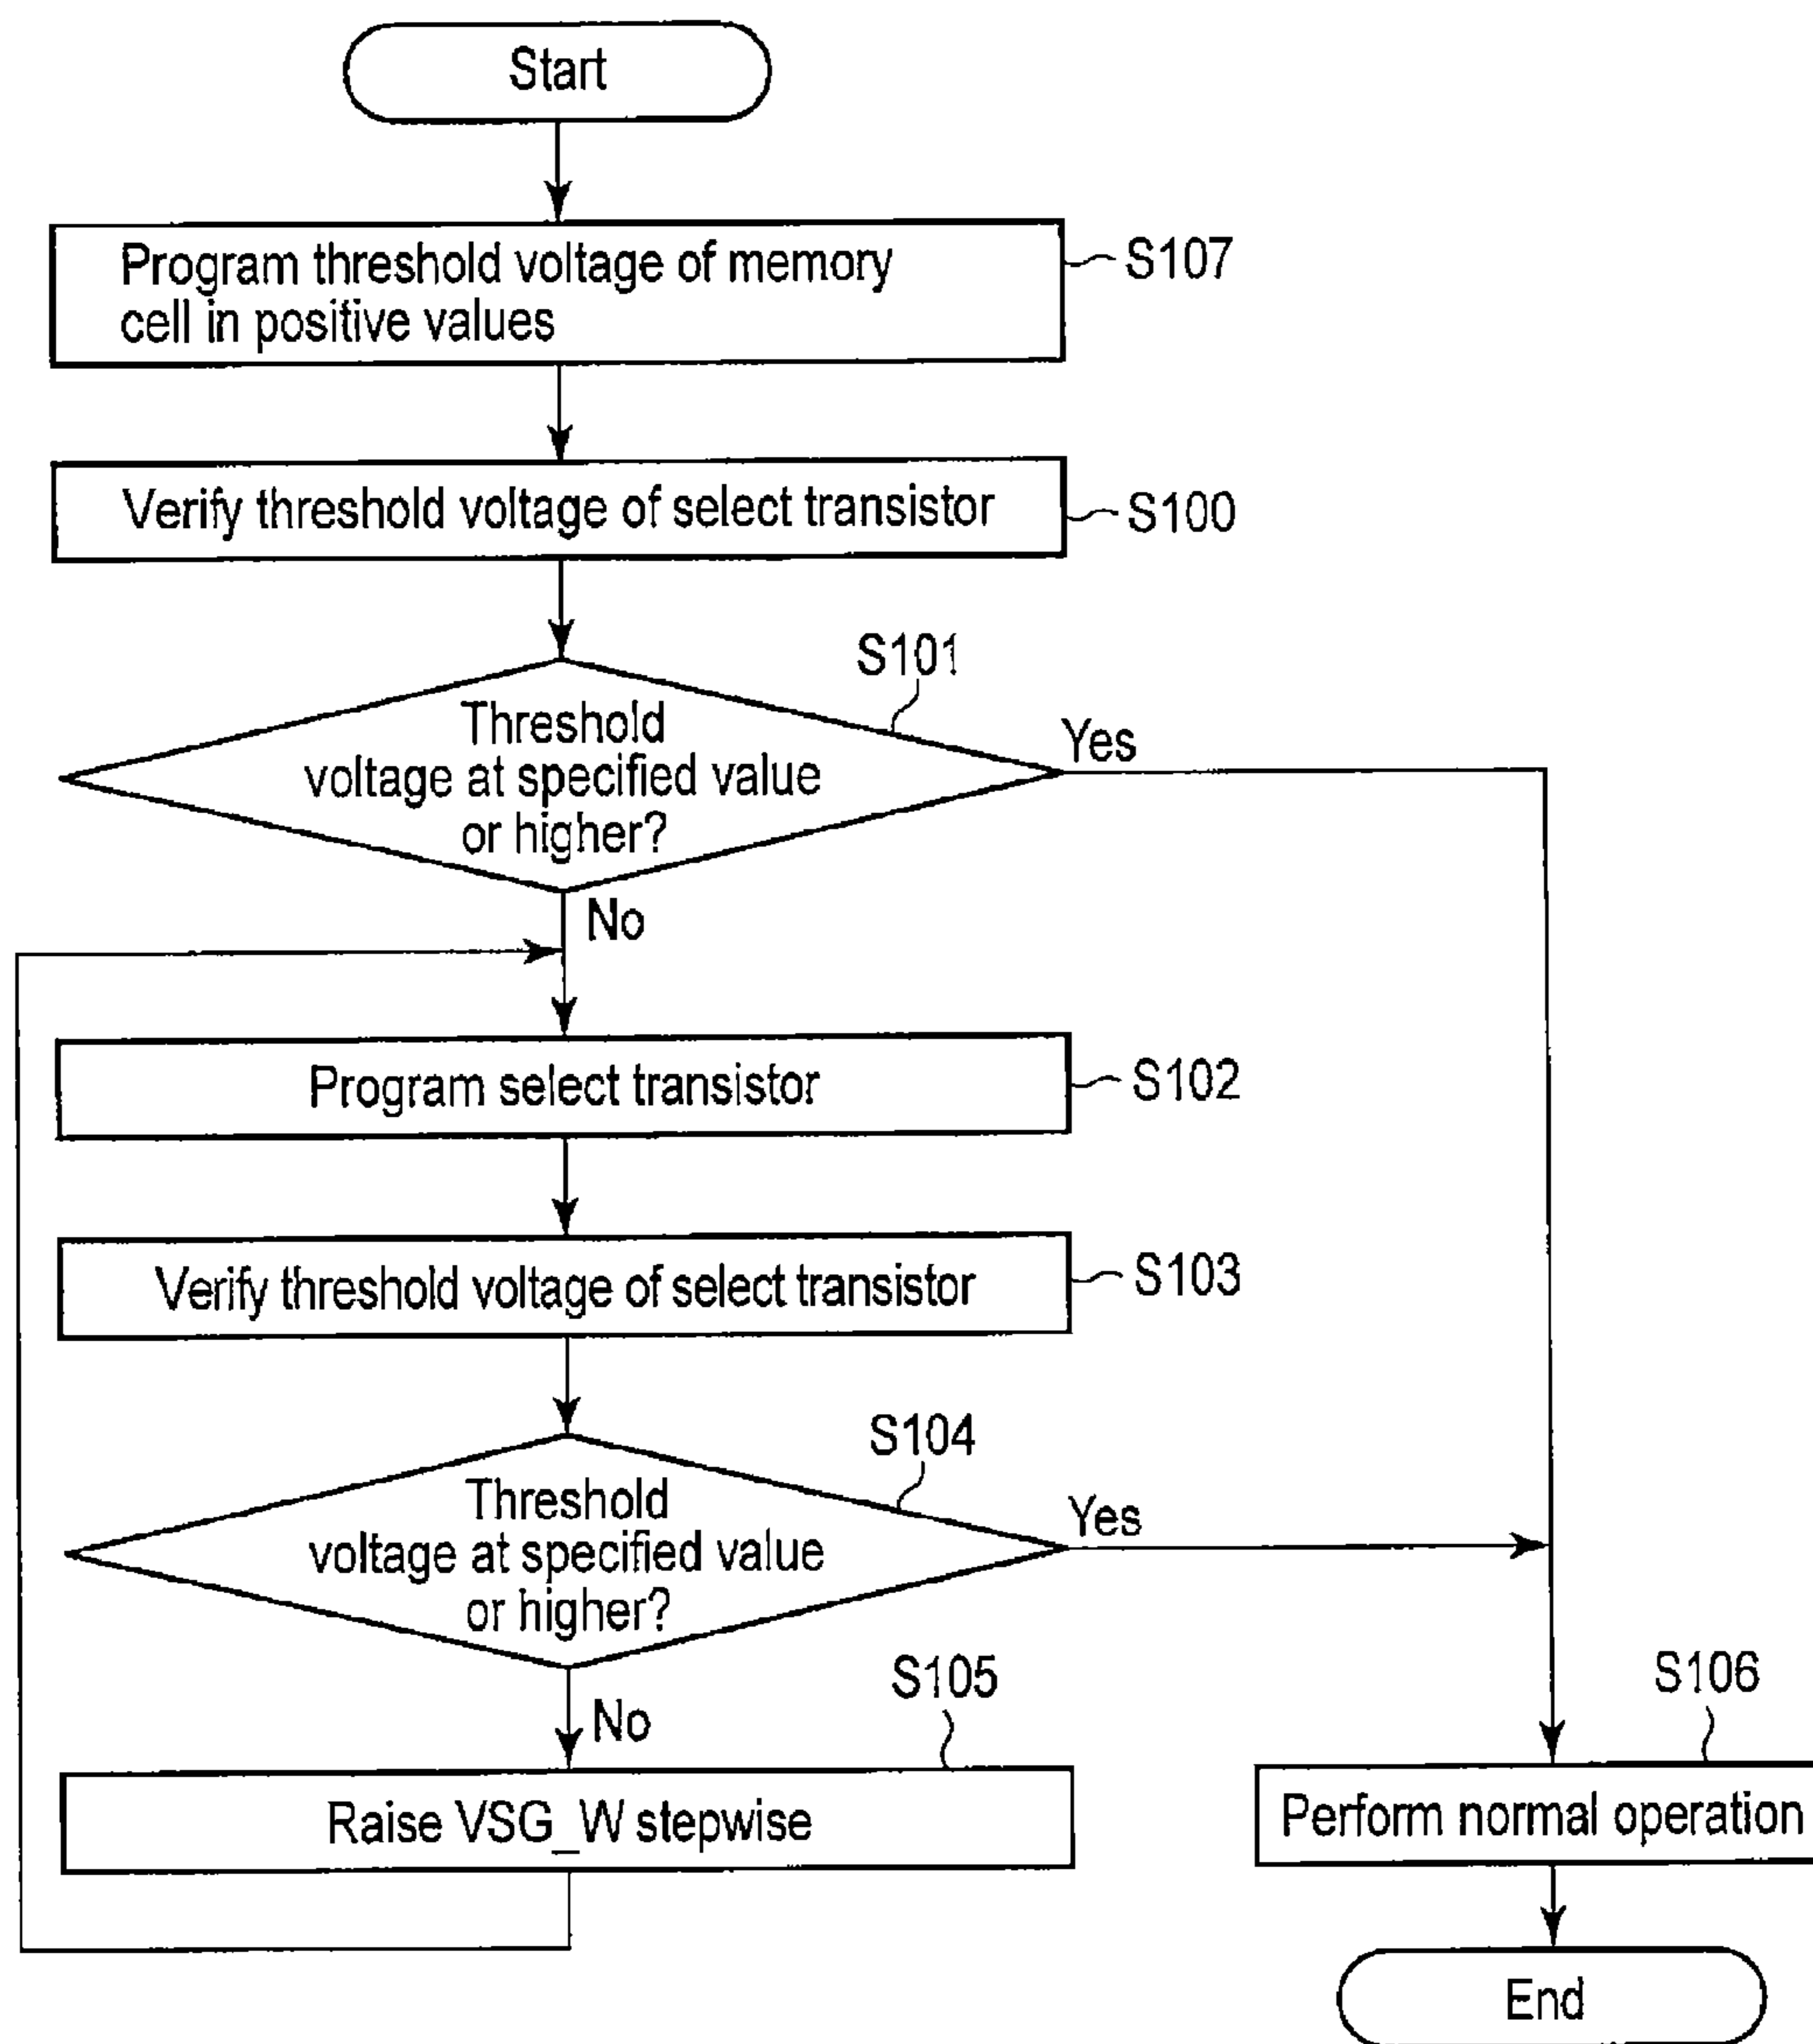 Start
Program threshold voltage of memory
cell in positive values
S107
Verify threshold voltage of select transistor
S100
S101
Threshold
voltage at specified value
or higher?
Yes
No
Program select transistor
S102
Verify threshold voltage of select transistor
S103
S104
Threshold
voltage at specified value
or higher?
Yes
No
S105
Raise VSG_W stepwise
S106
Perform normal operation
End